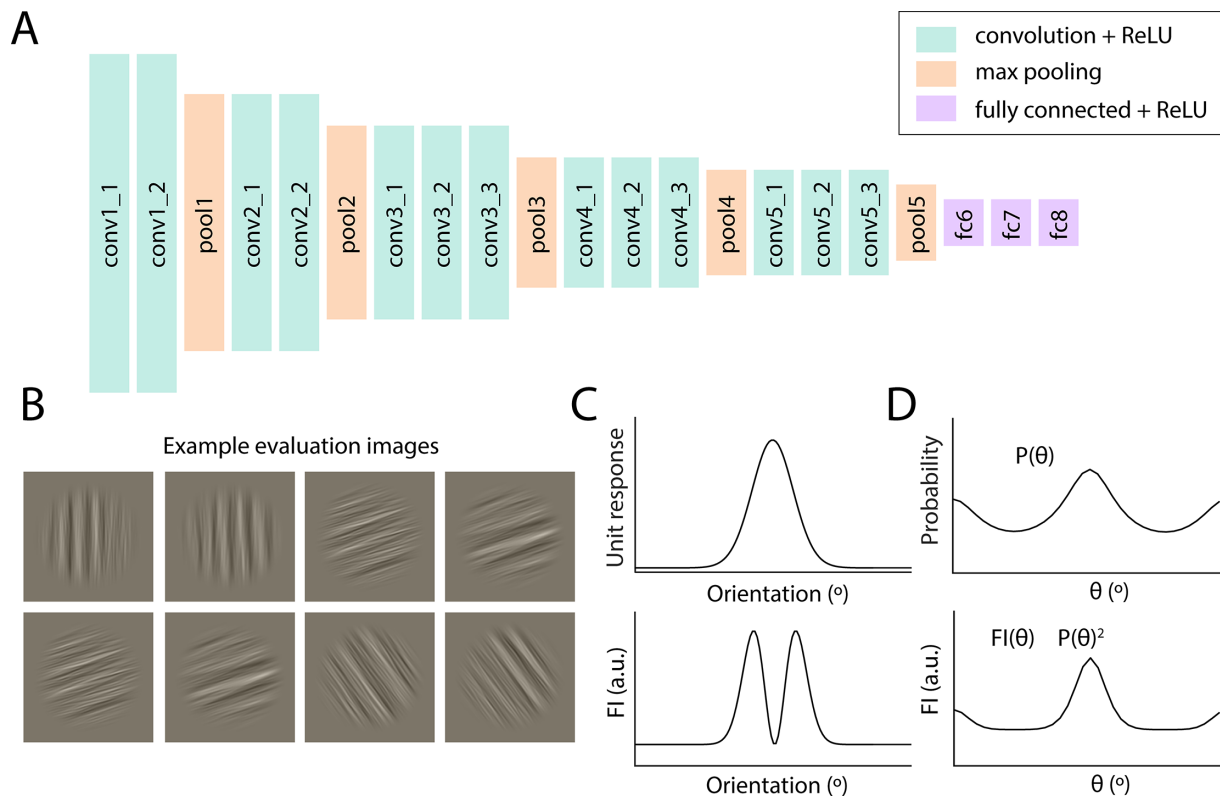 A
convolution + ReLU
max pooling
fully connected + ReLU
conv1_1
conv1_2
pool1
conv2_1
conv2_2
pool2
conv3_1
conv3_2
conv3_3
pool3
conv4_1
conv4_2
conv4_3
pool4
conv5_1
conv5_2
conv5_3
pool5
fc6
fc7
fc8
B
Example evaluation images
C
Unit response
Orientation (º)
FI (a.u.)
Orientation (º)
D
Probability
P(θ)
θ (º)
FI (a.u.)
FI(θ) P(θ)²
θ (º)